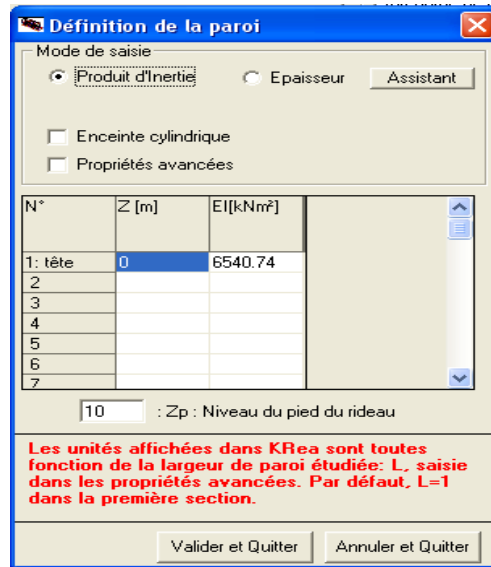 Définition de la paroi
Mode de saisie
Produit d'Inertie Epaisseur Assistant
Enceinte cylindrique
Propriétés avancées
N° Z [m] EI[kNm²]
1: tête 0 6540.74
2
3
4
5
6
7
10 : Zp : Niveau du pied du rideau
Les unités affichées dans KRea sont toutes
fonction de la largeur de paroi étudiée: L, saisie
dans les propriétés avancées. Par défaut, L=1
dans la première section.
Valider et Quitter Annuler et Quitter